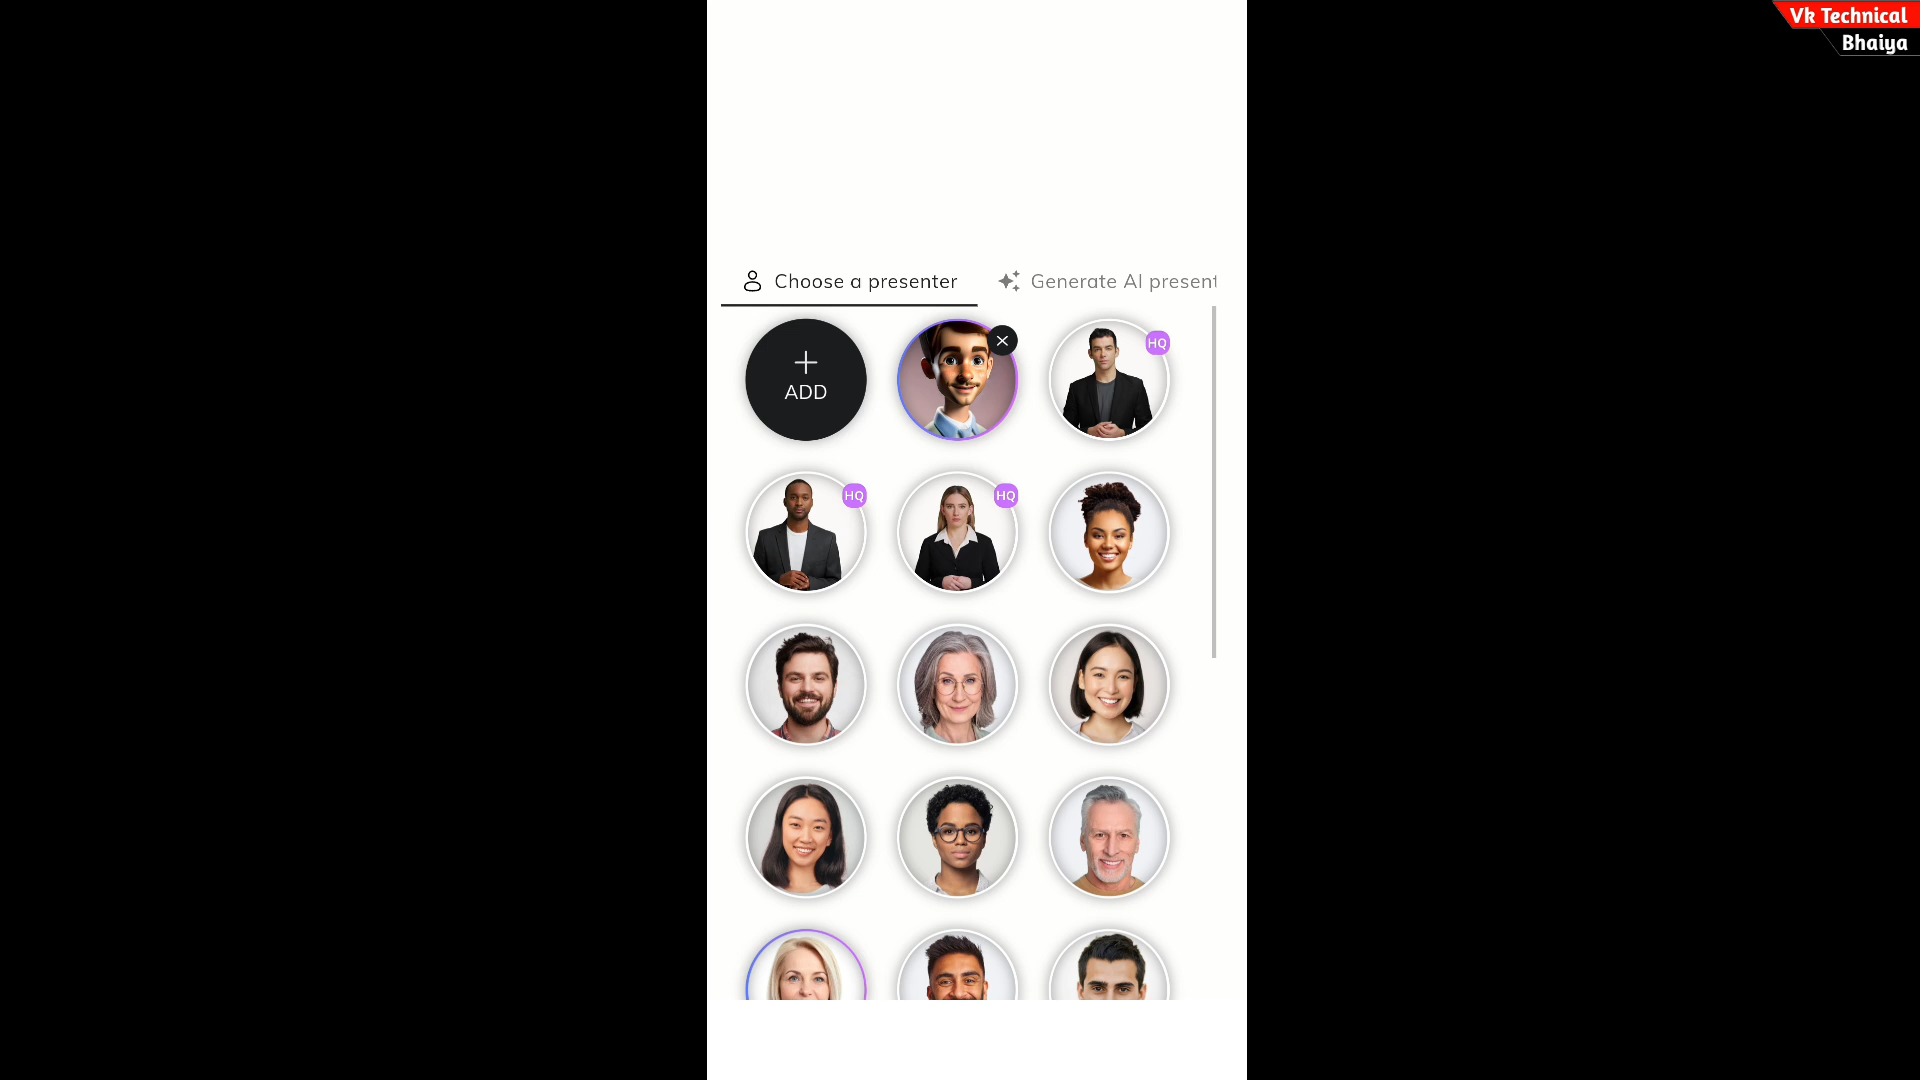 Vk Technical
Bhaiya
Choose a presenter
Generate AI present
ADD
HQ
HQ
HQ